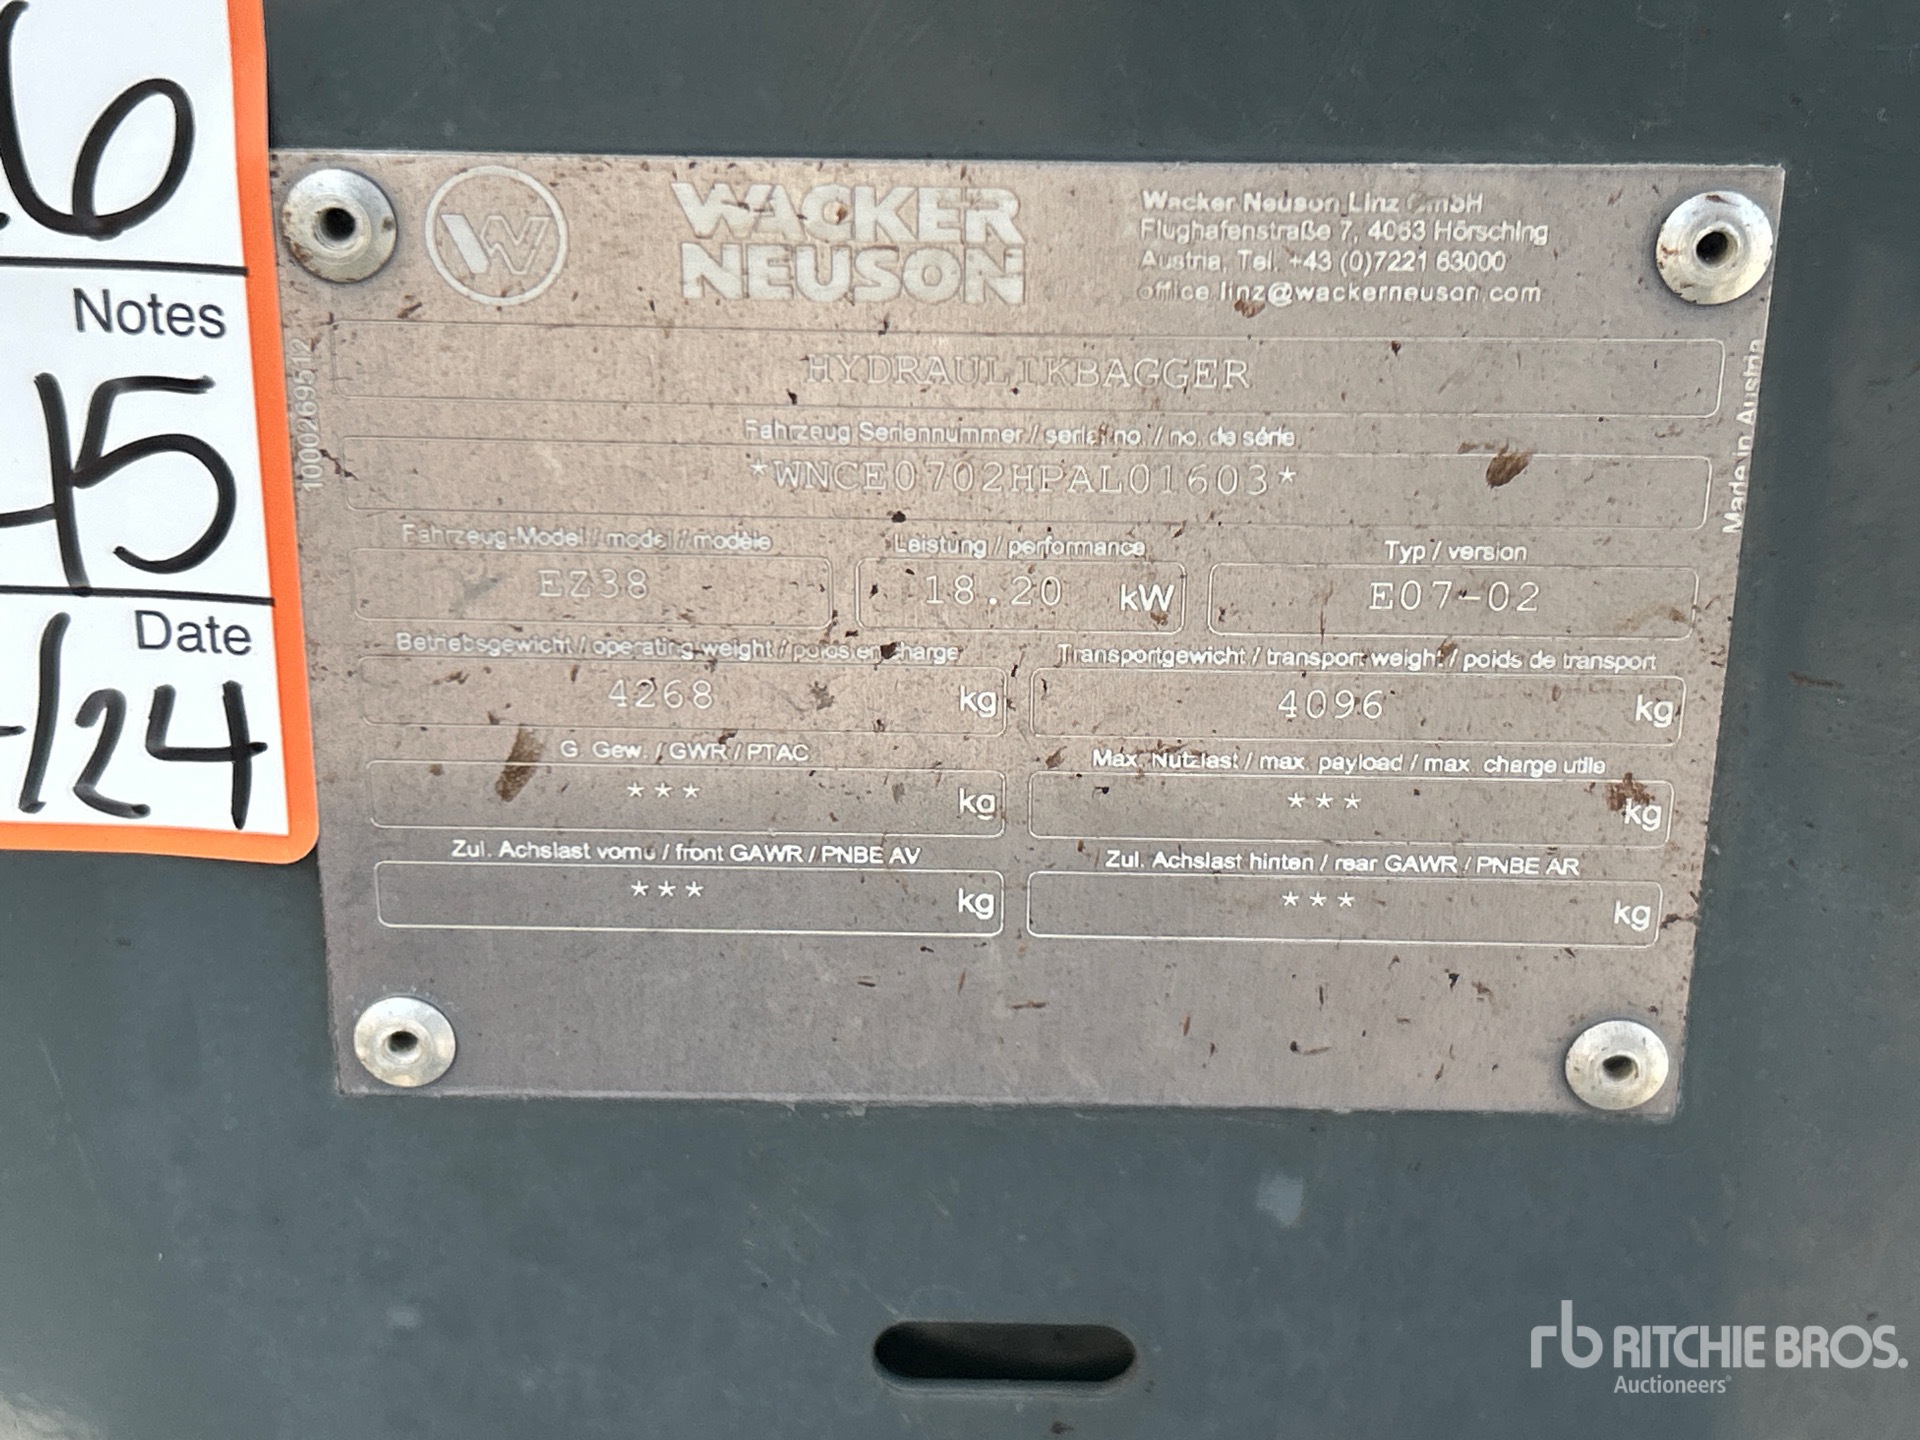 6
Notes
45
Date
/24
WACKER
NEUSON
Wacker Neuson Linz GmbH
Flughafenstraße 7, 4063 Hörsching
Austria, Tel. +43 (0)7221 63000
office.linz@wackerneuson.com
1000269512
HYDRAULIKBAGGER
Made in Austria
Fahrzeug Seriennummer / serial no. / no. de série
*WNCE0702HPAL01603*
Fahrzeug-Modell / model / modèle Leistung / performance Typ / version
EZ38 18.20 kW E07-02
Betriebsgewicht / operating weight / poids en charge Transportgewicht / transport weight / poids de transport
4268 kg 4096 kg
G. Gew. / GWR / PTAC Max. Nutzlast / max. payload / max. charge utile
*** kg *** kg
Zul. Achslast vorne / front GAWR / PNBE AV Zul. Achslast hinten / rear GAWR / PNBE AR
*** kg *** kg
rb RITCHIE BROS.
Auctioneers